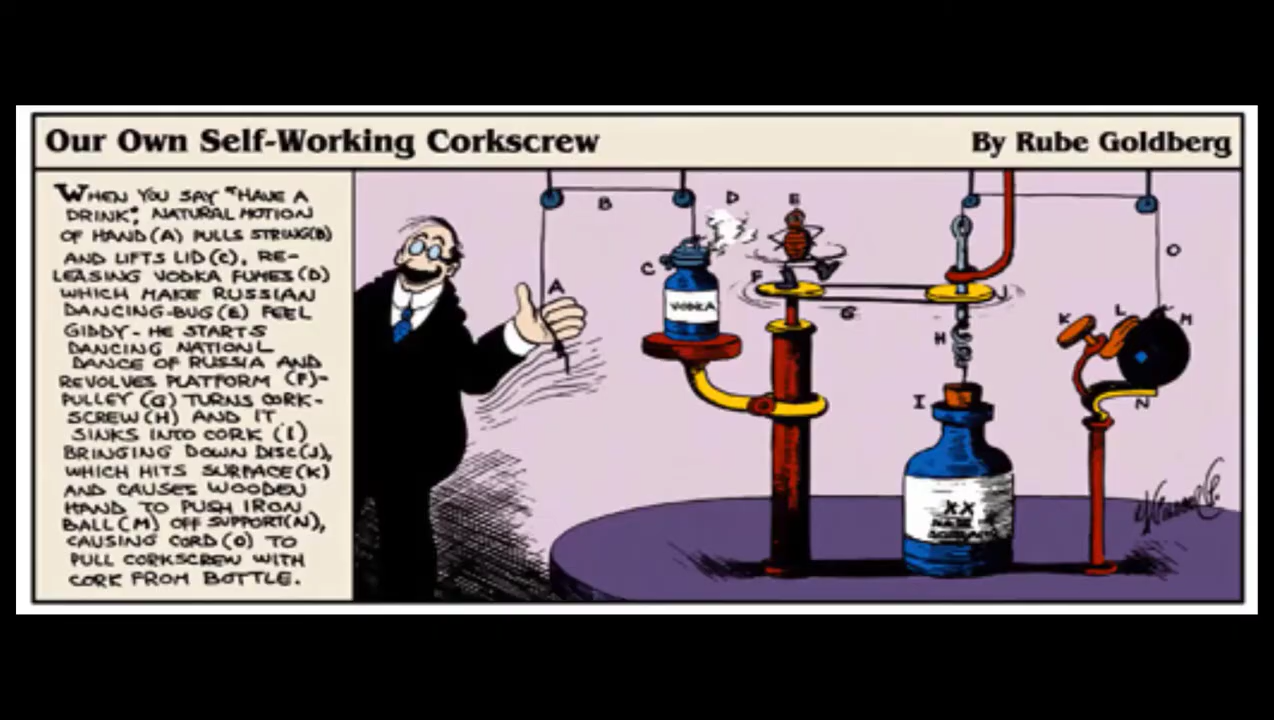 Our Own Self-Working Corkscrew
By Rube Goldberg
WHEN YOU SAY "HAVE A
DRINK", NATURAL MOTION
OF HAND (A) PULLS STRING (B)
AND LIFTS LID (C), RE-
LEASING VODKA FUMES (D)
WHICH MAKE RUSSIAN
DANCING-BUG (E) FEEL
GIDDY - HE STARTS
DANCING NATIONL
DANCE OF RUSSIA AND
REVOLVES PLATFORM (F)-
PULLEY (G) TURNS CORK-
SCREW (H) AND IT
SINKS INTO CORK (I)
BRINGING DOWN DISC (J),
WHICH HITS SURFACE (K)
AND CAUSES WOODEN
HAND TO PUSH IRON
BALL (M) OFF SUPPORT (N),
CAUSING CORD (O) TO
PULL CORKSCREW WITH
CORK FROM BOTTLE.
A
B
C
D
E
F
G
H
I
J
K
L
M
N
O
VODKA
XX